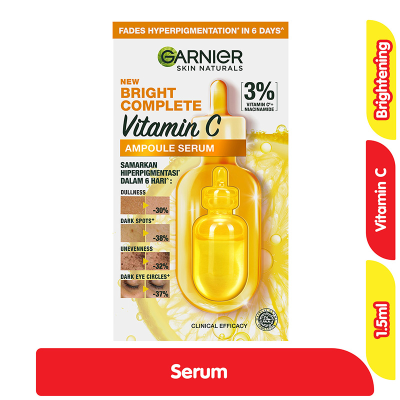 FADES HYPERPIGMENTATION* IN 6 DAYS^
GARNIER
SKIN NATURALS
NEW
BRIGHT
COMPLETE
Vitamin C
AMPOULE SERUM
3%
VITAMIN C*+
NIACINAMIDE
SAMARKAN
HIPERPIGMENTASI*
DALAM 6 HARI^:
DULLNESS
-30%
DARK SPOTS*
-38%
UNEVENNESS
-32%
DARK EYE CIRCLES*
-37%
CLINICAL EFFICACY
Brightening
Vitamin C
1.5ml
Serum